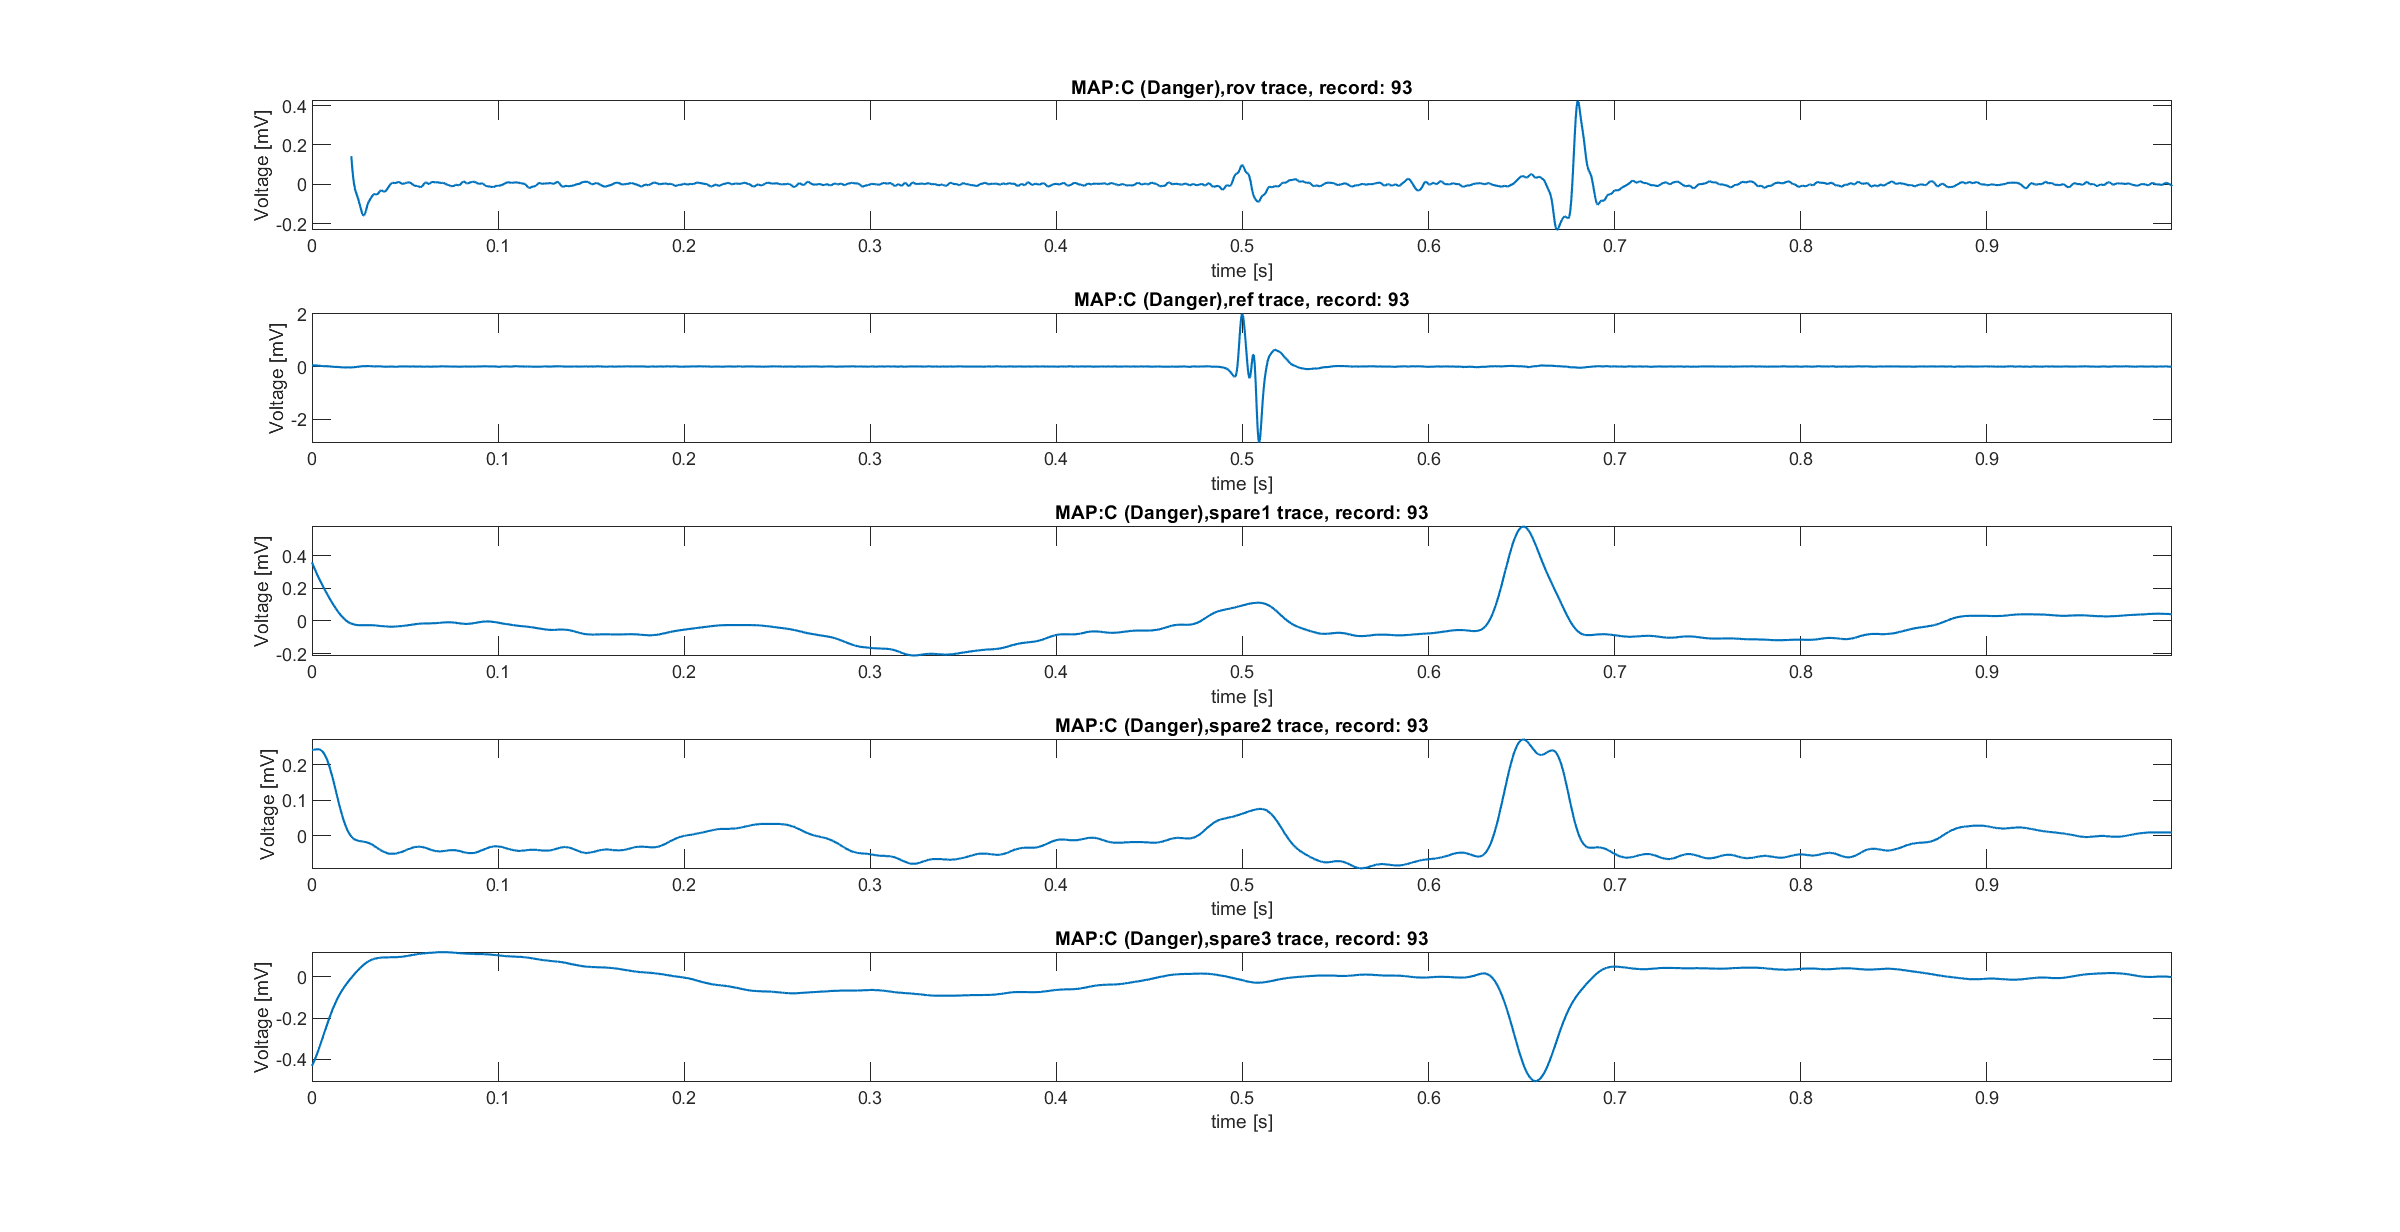 MAP:C (Danger),rov trace, record: 93
Voltage [mV]
0.4
0.2
0
-0.2
0 0.1 0.2 0.3 0.4 0.5 0.6 0.7 0.8 0.9
time [s]
MAP:C (Danger),ref trace, record: 93
Voltage [mV]
2
0
-2
0 0.1 0.2 0.3 0.4 0.5 0.6 0.7 0.8 0.9
time [s]
MAP:C (Danger),spare1 trace, record: 93
Voltage [mV]
0.4
0.2
0
-0.2
0 0.1 0.2 0.3 0.4 0.5 0.6 0.7 0.8 0.9
time [s]
MAP:C (Danger),spare2 trace, record: 93
Voltage [mV]
0.2
0.1
0
0 0.1 0.2 0.3 0.4 0.5 0.6 0.7 0.8 0.9
time [s]
MAP:C (Danger),spare3 trace, record: 93
Voltage [mV]
0
-0.2
-0.4
0 0.1 0.2 0.3 0.4 0.5 0.6 0.7 0.8 0.9
time [s]